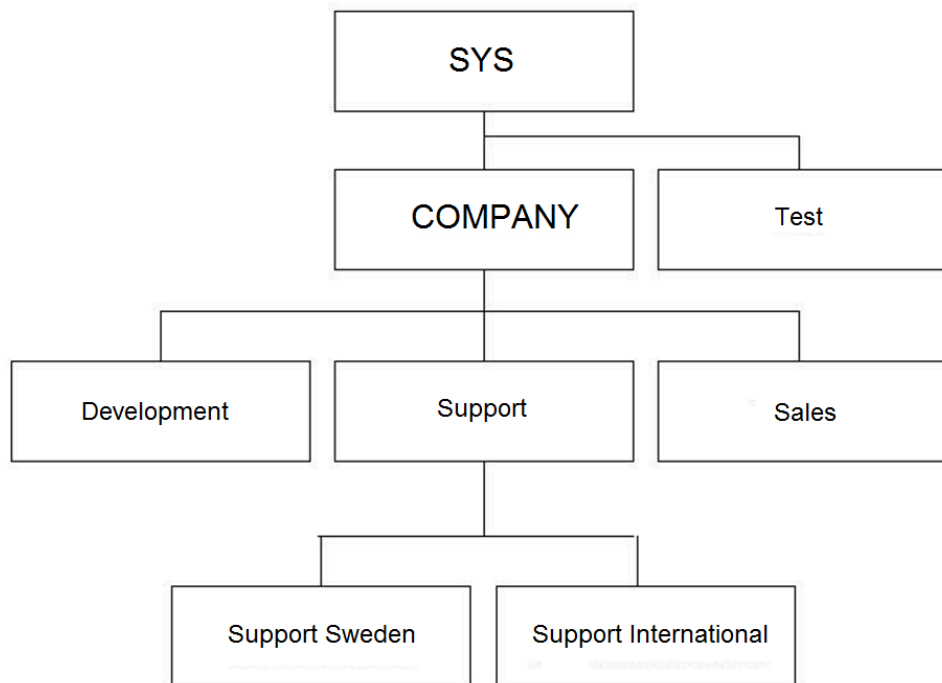 SYS
COMPANY
Test
Development
Support
Sales
Support Sweden
Support International